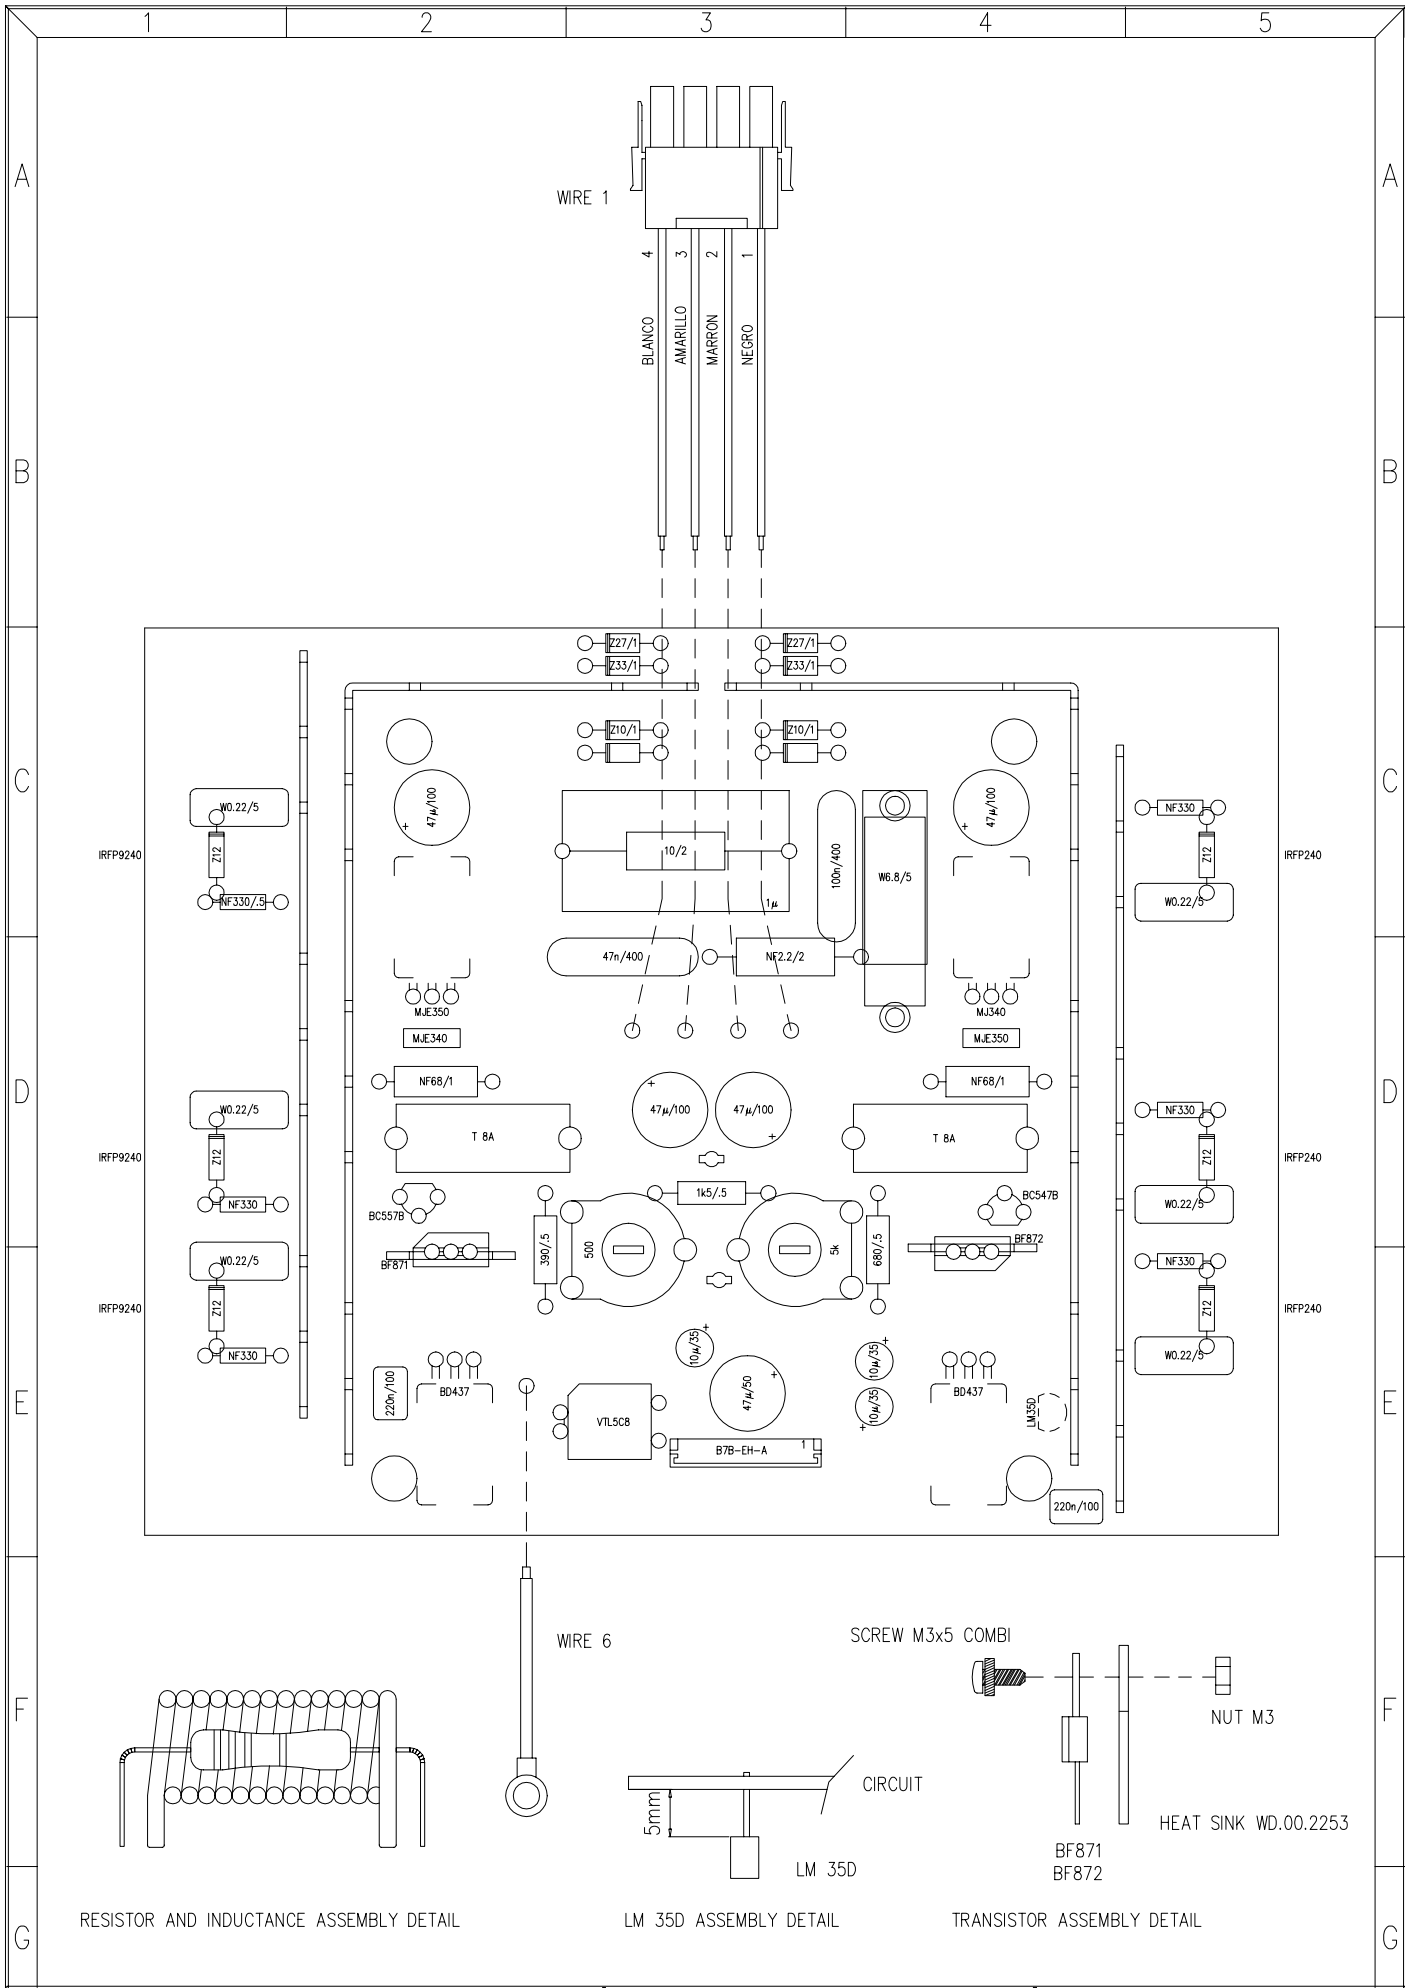 1 2 3 4 5
A A
WIRE 1
4 3 2 1
BLANCO
AMARILLO
MARRON
NEGRO
B B
Z27/1 Z27/1
Z33/1 Z33/1
Z10/1 Z10/1
C C
W0.22/5
47µ/100
47µ/100
NF330
IRFP9240
Z12
10/2
100n/400
W6.8/5
Z12
IRFP240
NF330/.5
1µ
W0.22/5
47n/400
NF2.2/2
MJE350
MJ340
MJE340
MJE350
D D
NF68/1
NF68/1
W0.22/5
47µ/100
47µ/100
NF330
T 8A
T 8A
IRFP9240
Z12
Z12
IRFP240
NF330
1k5/.5
W0.22/5
BC557B
BC547B
390/.5
500
5k
680/.5
BF871
BF872
W0.22/5
NF330
IRFP9240
Z12
Z12
IRFP240
NF330
10µ/35
10µ/35
W0.22/5
E E
220n/100
BD437
47µ/50
10µ/35
BD437
LM35D
VTL5C8
B7B-EH-A 1
220n/100
WIRE 6
SCREW M3x5 COMBI
F F
NUT M3
CIRCUIT
5mm
HEAT SINK WD.00.2253
LM 35D
BF871
BF872
RESISTOR AND INDUCTANCE ASSEMBLY DETAIL
LM 35D ASSEMBLY DETAIL
TRANSISTOR ASSEMBLY DETAIL
G G